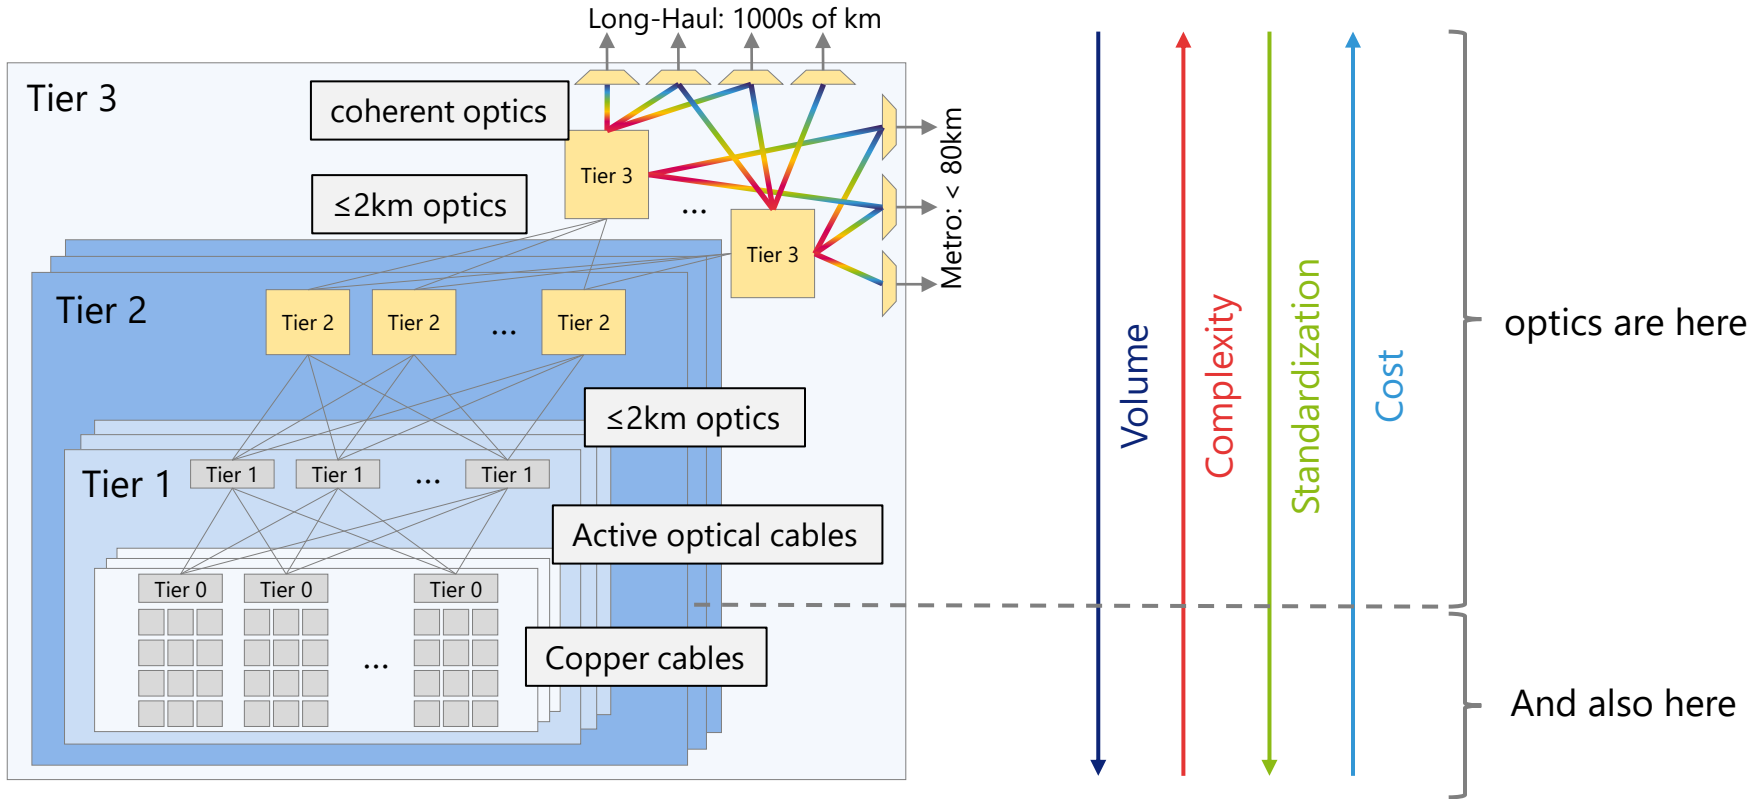 Long-Haul: 1000s of km
Tier 3
coherent optics
Tier 3
≤2km optics
...
Tier 3
Metro: < 80km
Tier 2
Tier 2
Tier 2
...
Tier 2
≤2km optics
Tier 1
Tier 1
Tier 1
...
Tier 1
Active optical cables
Tier 0
Tier 0
Tier 0
...
Copper cables
Volume
Complexity
Standardization
Cost
optics are here
And also here